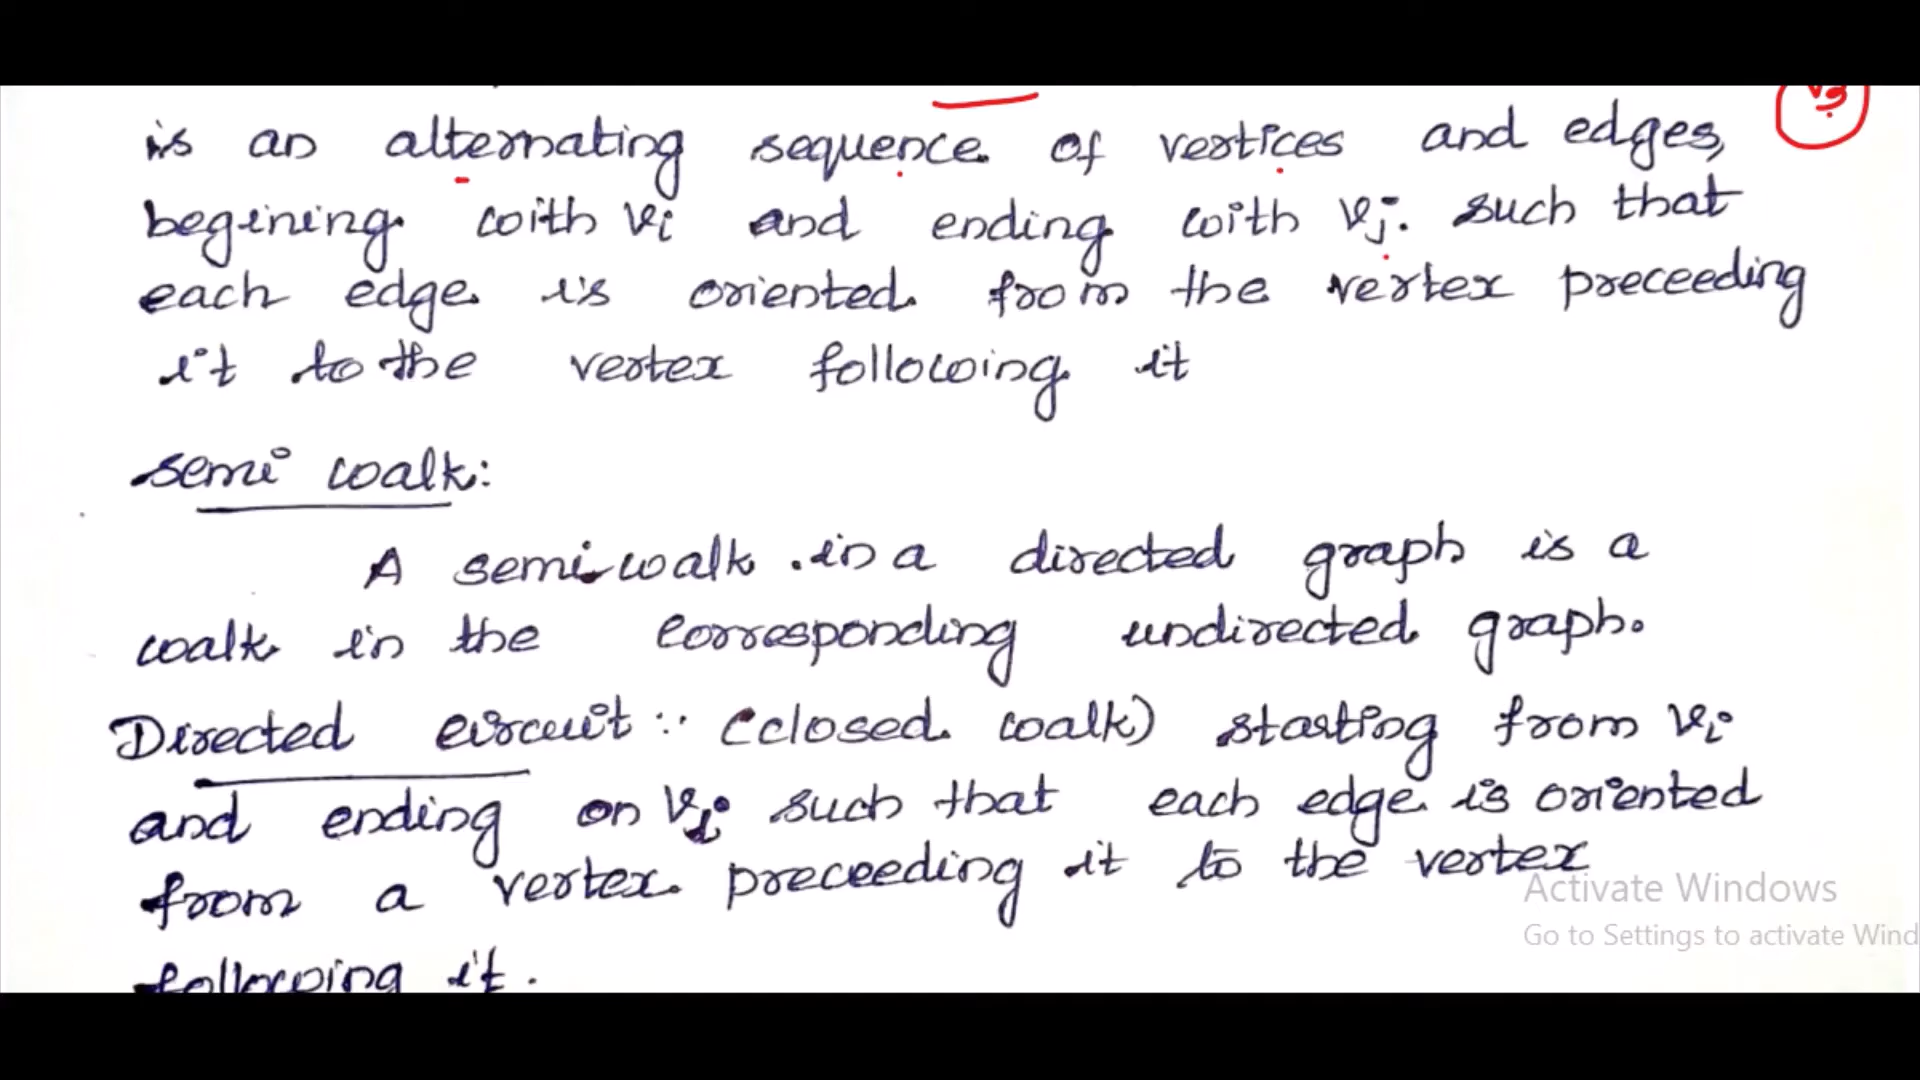 V3
is an alternating sequence of vertices and edges,
begining with vi and ending with vj. such that
each edge is oriented from the vertex preceeding
it to the vertex following it
semi walk:
A semi walk in a directed graph is a
walk in the corresponding undirected graph.
Directed circuit: (closed walk) starting from vi
and ending on vi such that each edge is oriented
from a vertex preceeding it to the vertex
following it.
Activate Windows
Go to Settings to activate Wind